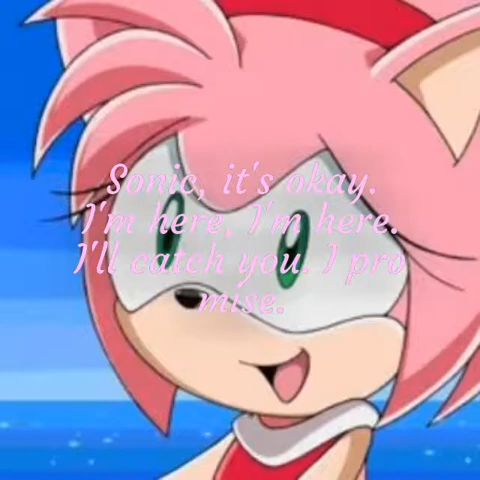 Sonic, it's okay.
I'm here, I'm here.
I'll catch you. I pro
mise.